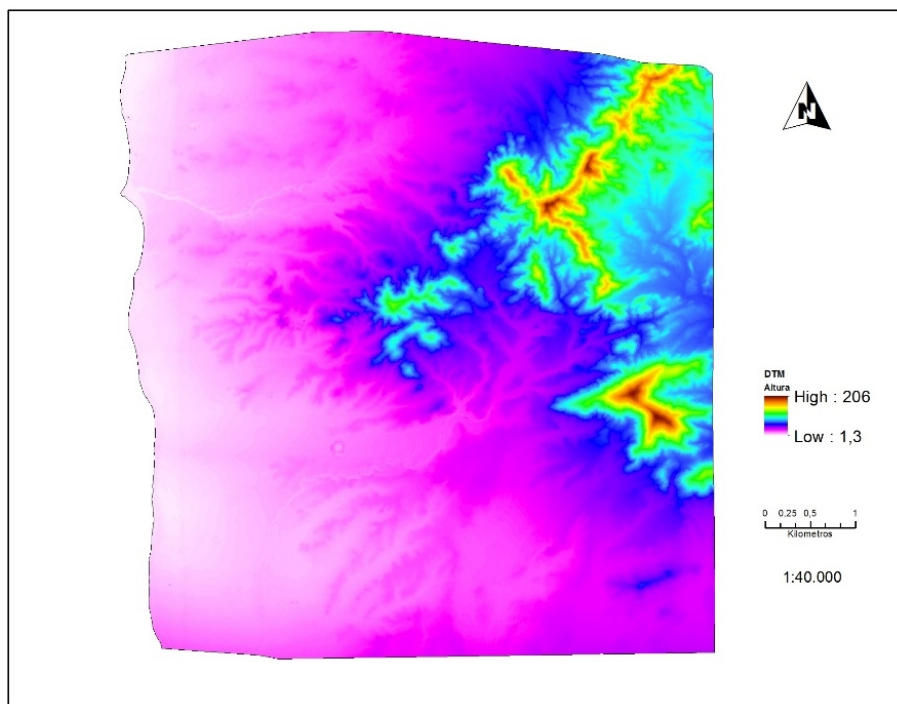 N
DTM
Altura
High : 206
Low : 1,3
0 0,25 0,5 1
Kilometros
1:40.000